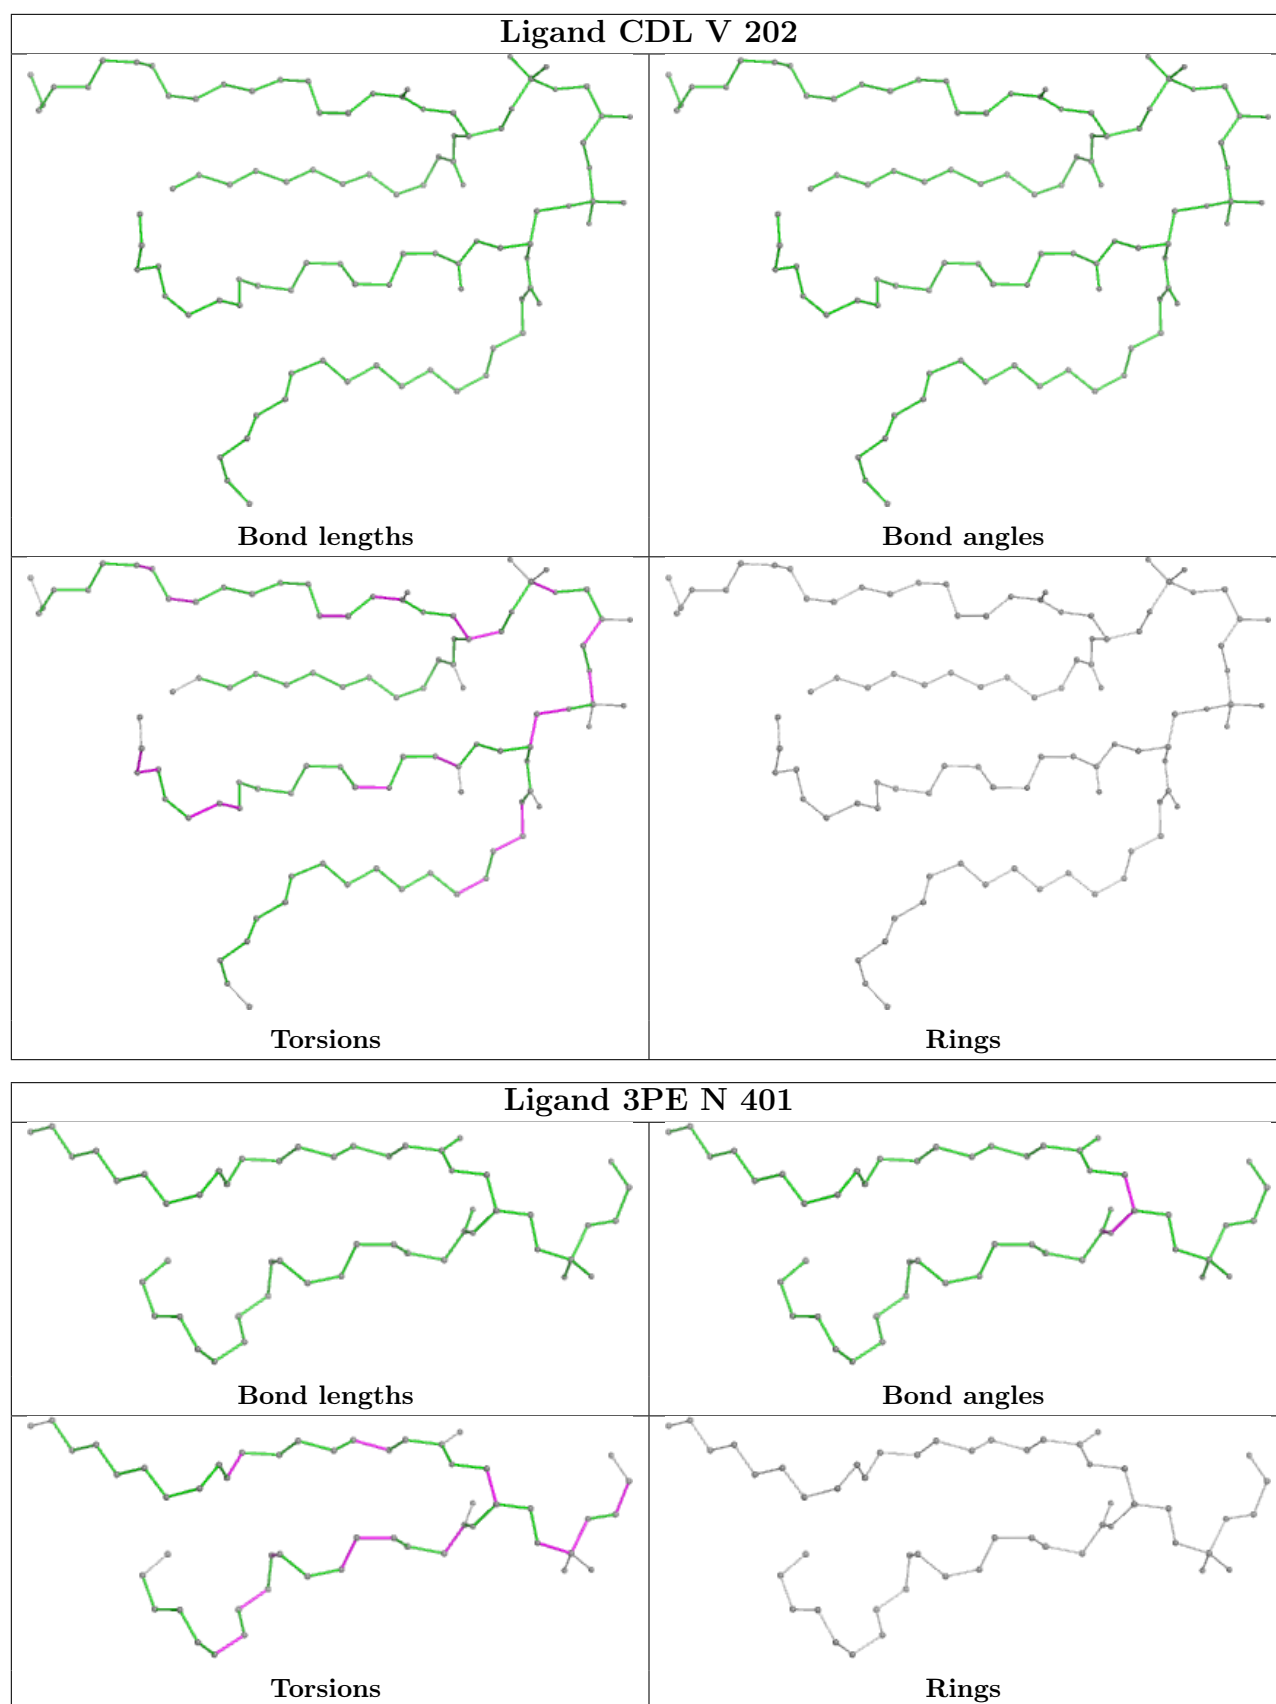 Ligand CDL V 202
Bond lengths
Bond angles
Torsions
Rings
Ligand 3PE N 401
Bond lengths
Bond angles
Torsions
Rings